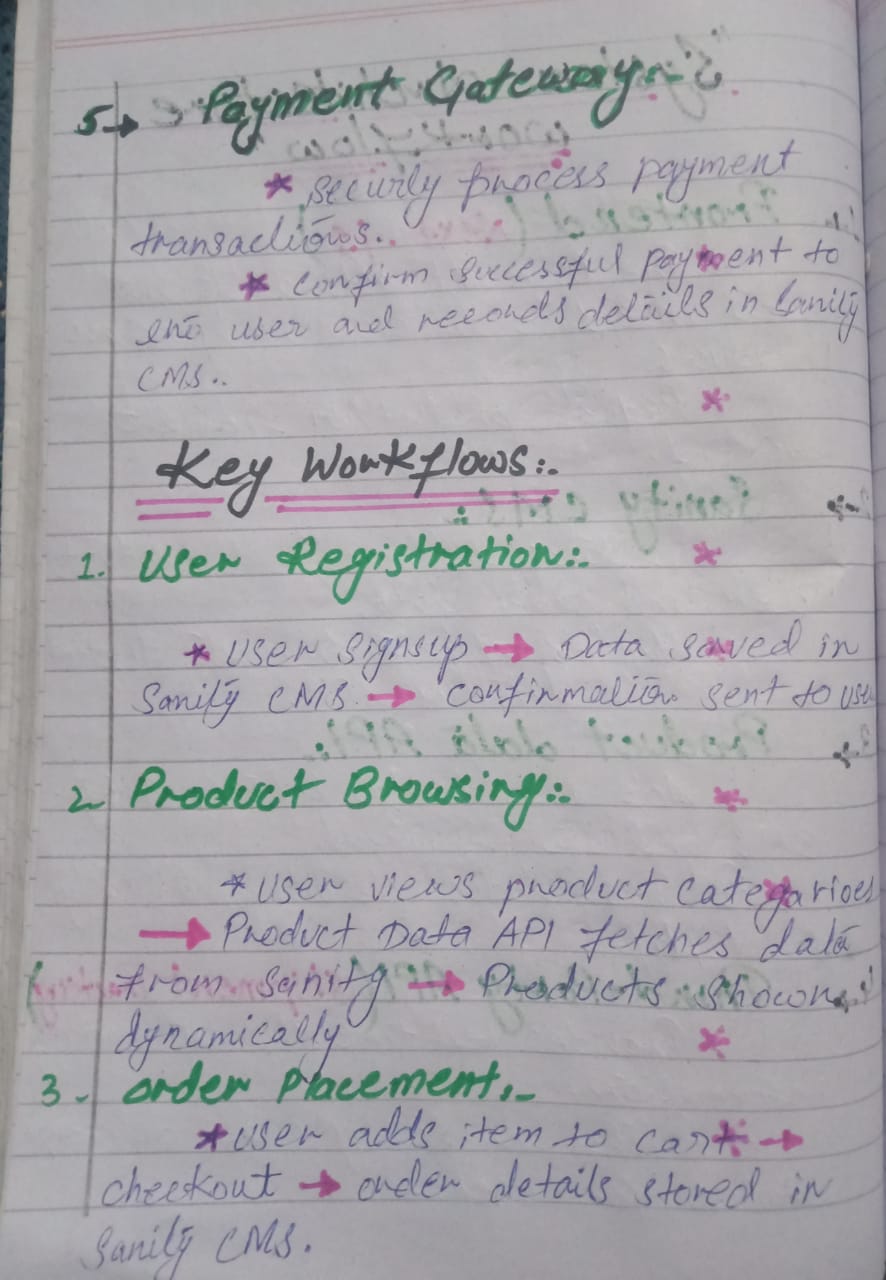 5→ Payment Gateway:-
* securly process payment
transactions.
* confirm successful payment to
the user and records details in Sanity
CMS..
Key Workflows:-
1. User Registration:-
* User signsup → Data saved in
Sanity CMS → confirmation sent to use
2 Product Browsing:-
* User views product categarioes
→ Product Data API fetches data
from Sanity → Products shown
dynamically
3- Order Placement:-
* User adds item to cart →
checkout → order details stored in
Sanity CMS.